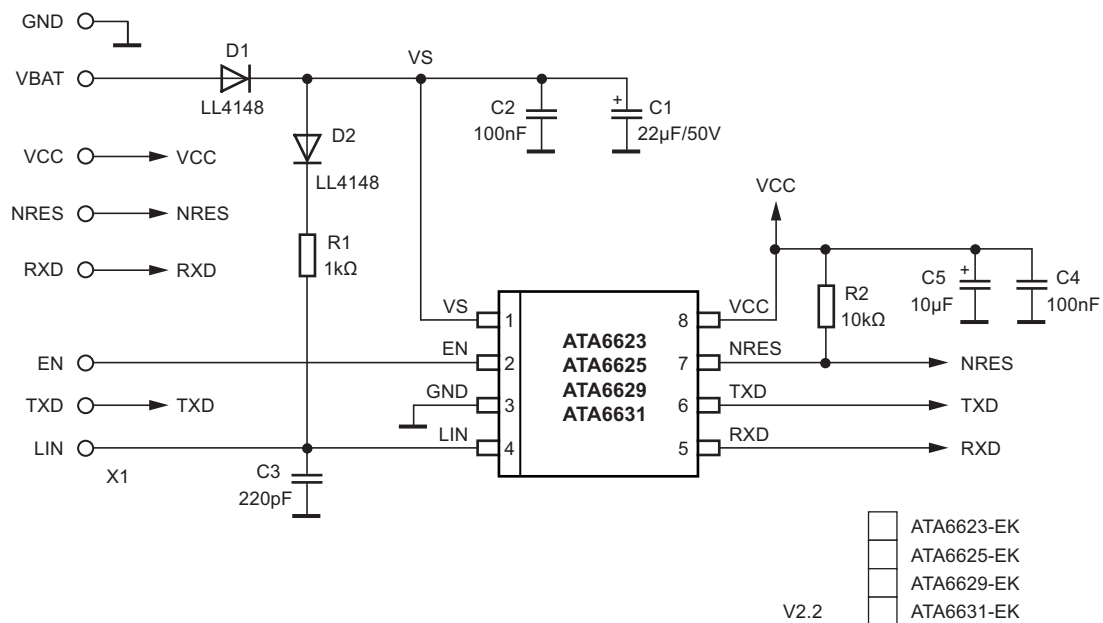 GND
D1
VS
VBAT
LL4148
C2
100nF
+
C1
22µF/50V
D2
LL4148
VCC
VCC
NRES
NRES
RXD
RXD
R1
1kΩ
VCC
R2
10kΩ
C5
10µF
+
C4
100nF
VS
1
ATA6623
ATA6625
ATA6629
ATA6631
8
VCC
EN
EN
2
7
NRES
NRES
TXD
TXD
GND
3
6
TXD
TXD
LIN
LIN
4
5
RXD
RXD
X1
C3
220pF
ATA6623-EK
ATA6625-EK
ATA6629-EK
V2.2
ATA6631-EK